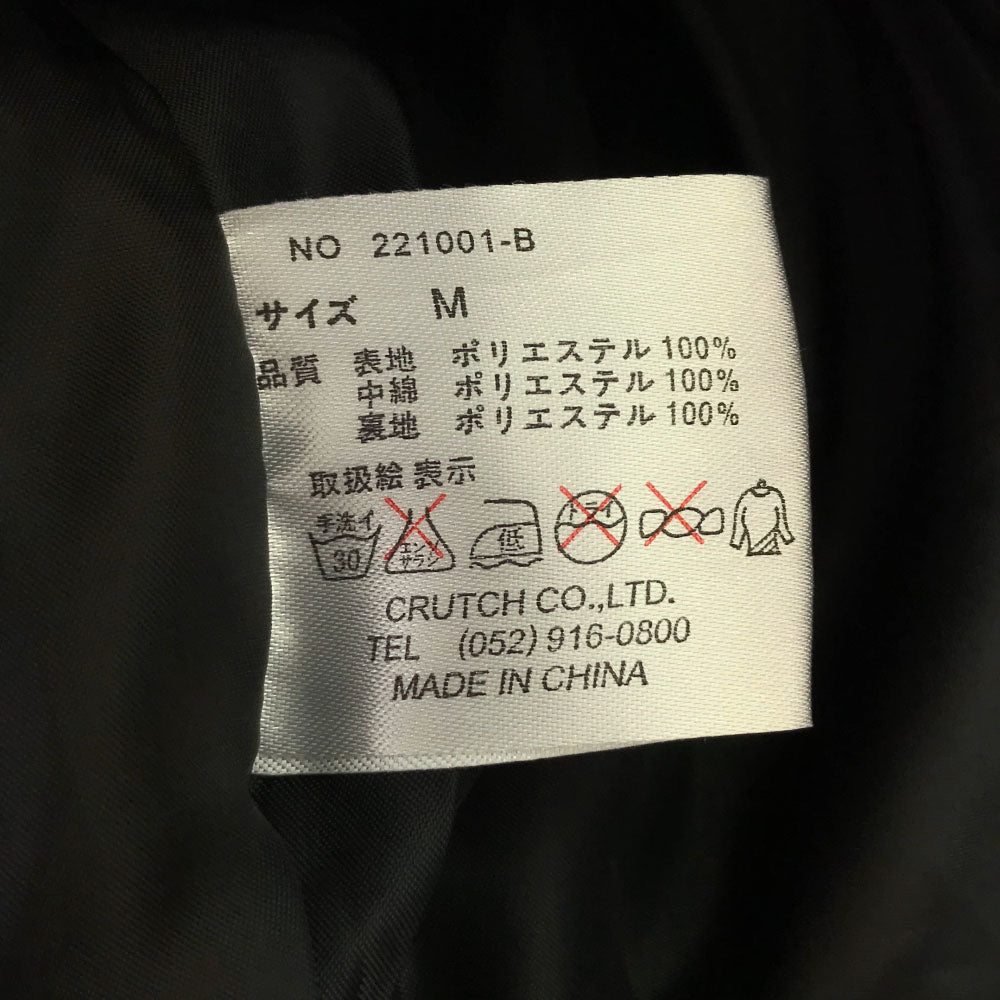 NO 221001-B
サイズ M
品質 表地 ポリエステル 100%
中綿 ポリエステル 100%
裏地 ポリエステル 100%
取扱絵表示
手洗イ 30 エンソサラシ 低 ドライ
CRUTCH CO.,LTD.
TEL (052) 916-0800
MADE IN CHINA